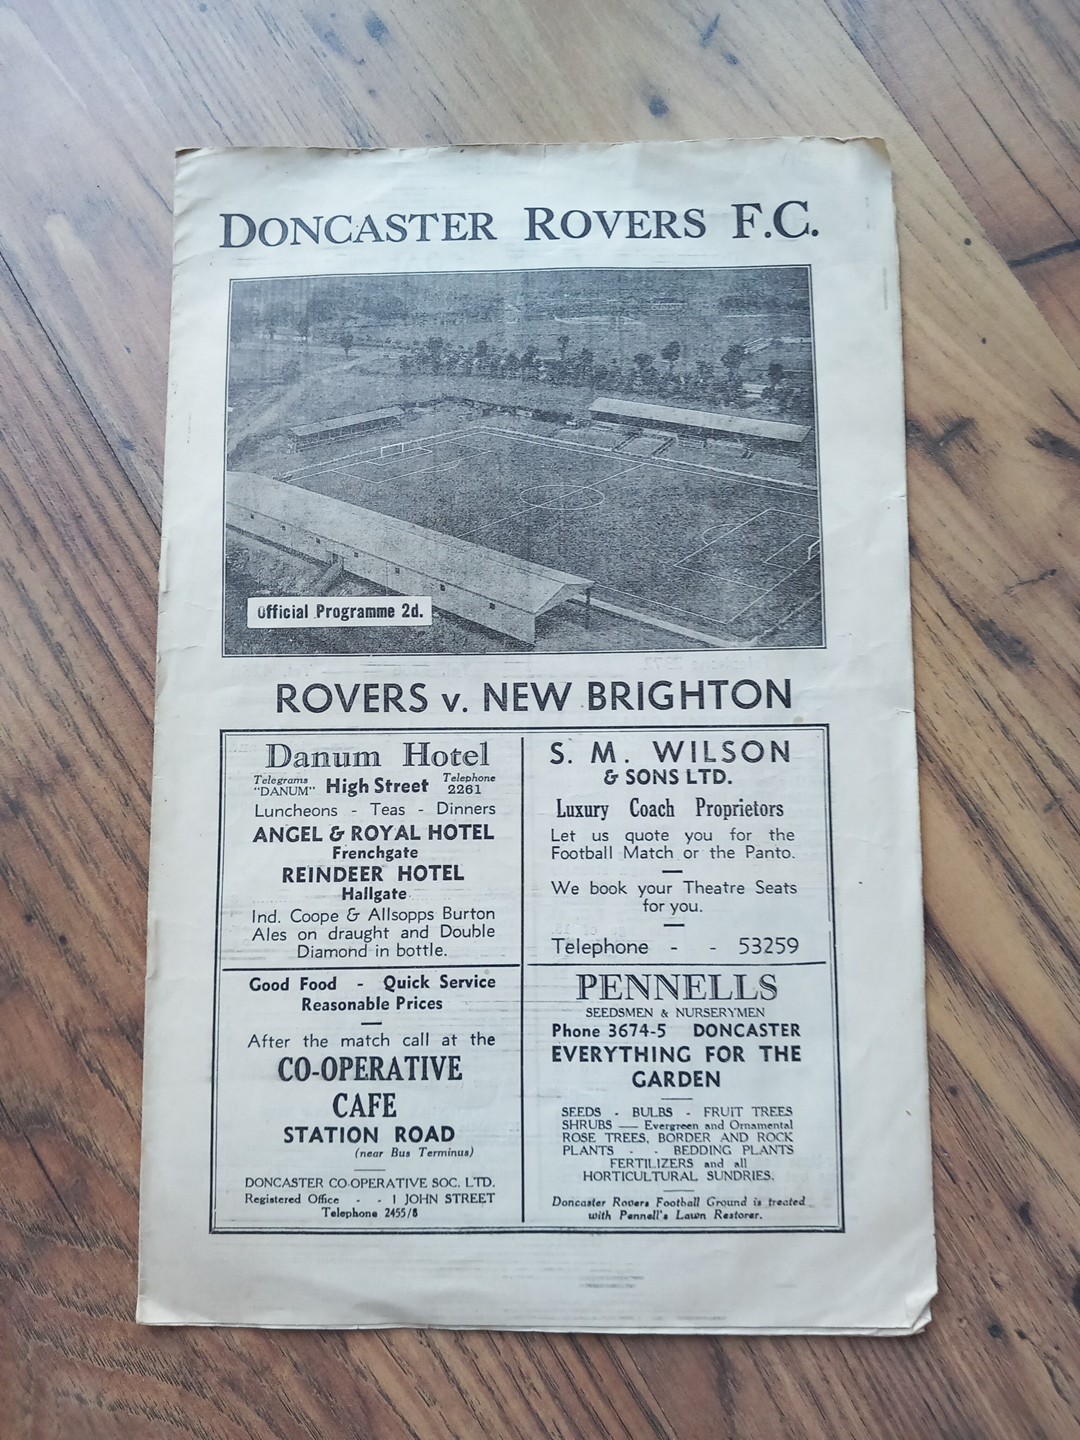 DONCASTER ROVERS F.C.
Official Programme 2d.
ROVERS v. NEW BRIGHTON
Danum Hotel
Telegrams "DANUM" High Street Telephone 2261
Luncheons - Teas - Dinners
ANGEL & ROYAL HOTEL
Frenchgate
REINDEER HOTEL
Hallgate
Ind. Coope & Allsopps Burton
Ales on draught and Double
Diamond in bottle.
Good Food - Quick Service
Reasonable Prices
After the match call at the
CO-OPERATIVE
CAFE
STATION ROAD
(near Bus Terminus)
DONCASTER CO-OPERATIVE SOC. LTD.
Registered Office - - 1 JOHN STREET
Telephone 2455/8
S. M. WILSON
& SONS LTD.
Luxury Coach Proprietors
Let us quote you for the
Football Match or the Panto.
We book your Theatre Seats
for you.
Telephone - - 53259
PENNELLS
SEEDSMEN & NURSERYMEN
Phone 3674-5 DONCASTER
EVERYTHING FOR THE
GARDEN
SEEDS - BULBS - FRUIT TREES
SHRUBS — Evergreen and Ornamental
ROSE TREES, BORDER AND ROCK
PLANTS - - BEDDING PLANTS
FERTILIZERS and all
HORTICULTURAL SUNDRIES.
Doncaster Rovers Football Ground is treated
with Pennell's Lawn Restorer.